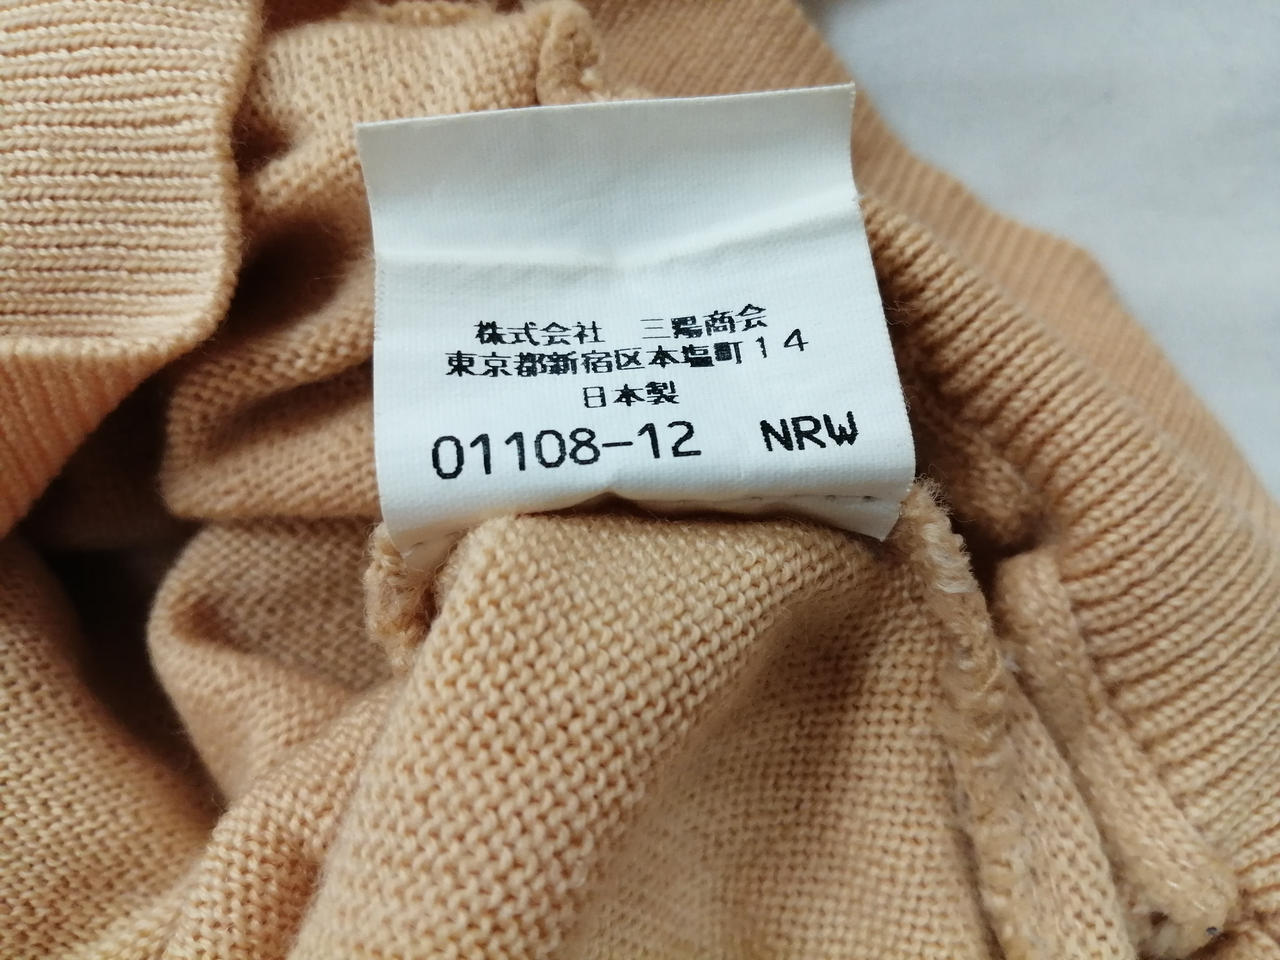 株式会社　三陽商会
東京都新宿区本塩町１４
日本製
01108-12 NRW